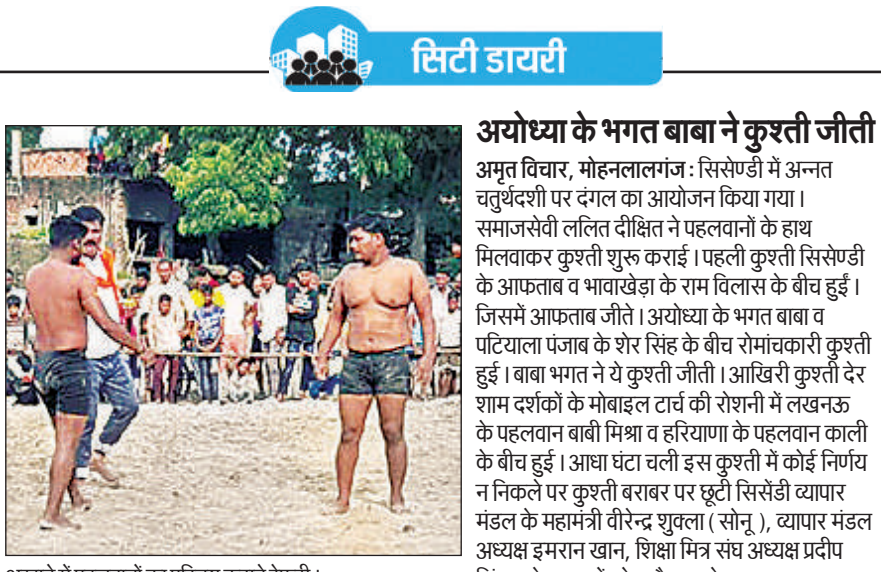 सिटी डायरी
अयोध्या के भगत बाबा ने कुश्ती जीती
अमृत विचार, मोहनलालगंज : सिसेण्डी में अन्नत
चतुर्थदशी पर दंगल का आयोजन किया गया।
समाजसेवी ललित दीक्षित ने पहलवानों के हाथ
मिलवाकर कुश्ती शुरू कराई। पहली कुश्ती सिसेण्डी
के आफताब व भावाखेड़ा के राम विलास के बीच हुई।
जिसमें आफताब जीते। अयोध्या के भगत बाबा व
पटियाला पंजाब के शेर सिंह के बीच रोमांचकारी कुश्ती
हुई। बाबा भगत ने ये कुश्ती जीती। आखिरी कुश्ती देर
शाम दर्शकों के मोबाइल टार्च की रोशनी में लखनऊ
के पहलवान बाबी मिश्रा व हरियाणा के पहलवान काली
के बीच हुई। आधा घंटा चली इस कुश्ती में कोई निर्णय
न निकले पर कुश्ती बराबर पर छूटी सिसेंडी व्यापार
मंडल के महामंत्री वीरेन्द्र शुक्ला ( सोनू ), व्यापार मंडल
अध्यक्ष इमरान खान, शिक्षा मित्र संघ अध्यक्ष प्रदीप